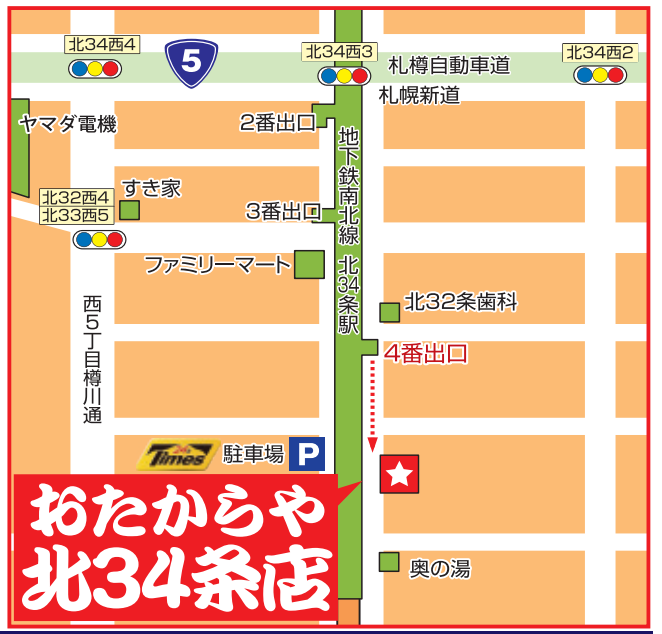 北34西4
5
北34西3
北34西2
札樽自動車道
札幌新道
ヤマダ電機
2番出口
地下鉄南北線 北34条駅
すき家
北32西4
北33西5
3番出口
ファミリーマート
北32条歯科
西5丁目樽川通
4番出口
24h
Times
駐車場
P
おたからや
北34条店
奥の湯